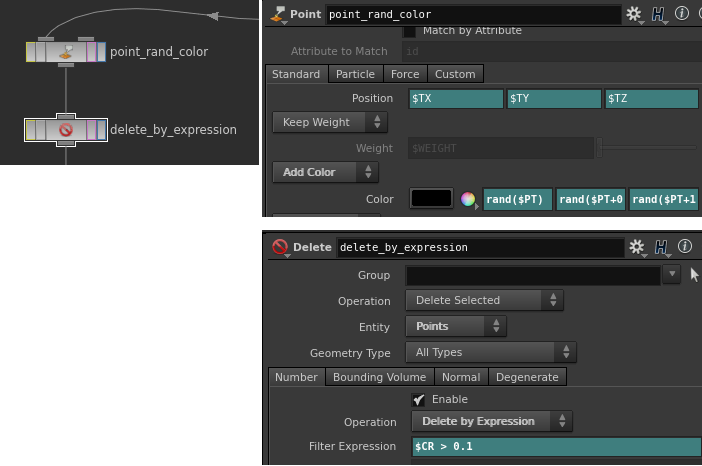 point_rand_color
delete_by_expression
Point point_rand_color
Match by Attribute
Attribute to Match id
Standard Particle Force Custom
Position $TX $TY $TZ
Keep Weight
Weight $WEIGHT
Add Color
Color rand($PT) rand($PT+0 rand($PT+1
Delete delete_by_expression
Group
Operation Delete Selected
Entity Points
Geometry Type All Types
Number Bounding Volume Normal Degenerate
Enable
Operation Delete by Expression
Filter Expression $CR > 0.1